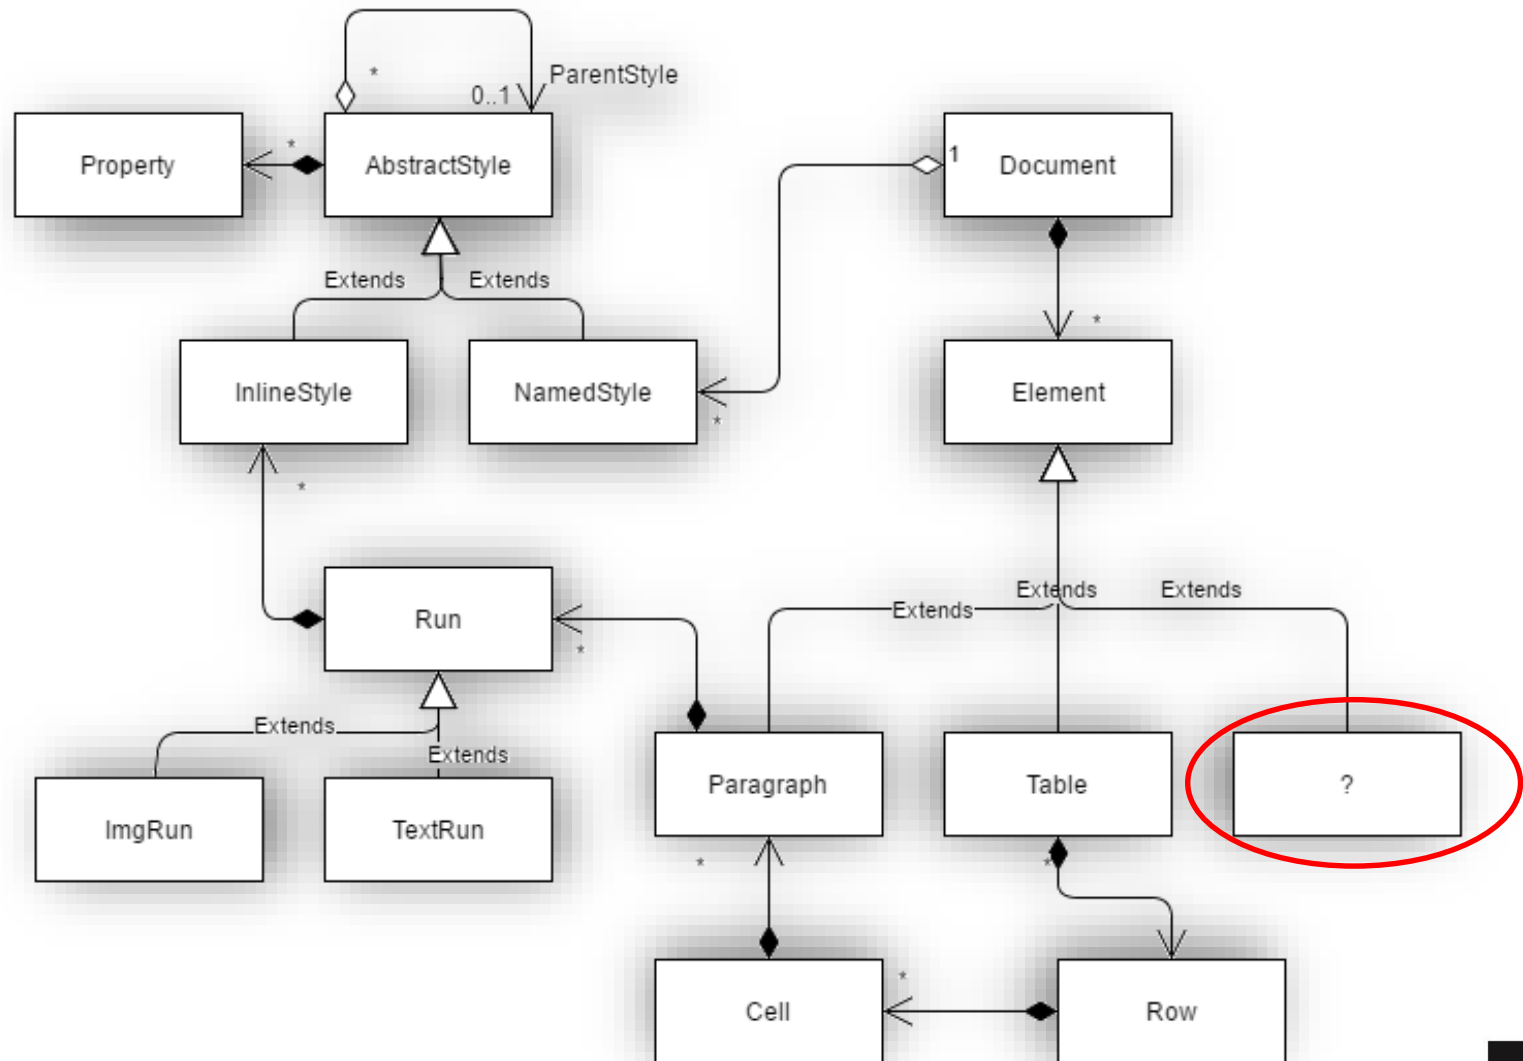 *
ParentStyle
0..1
Property
*
AbstractStyle
1
Document
Extends
Extends
*
InlineStyle
NamedStyle
*
Element
*
Extends
Extends
Extends
Run
*
Extends
Extends
ImgRun
TextRun
Paragraph
Table
?
*
*
*
Cell
Row